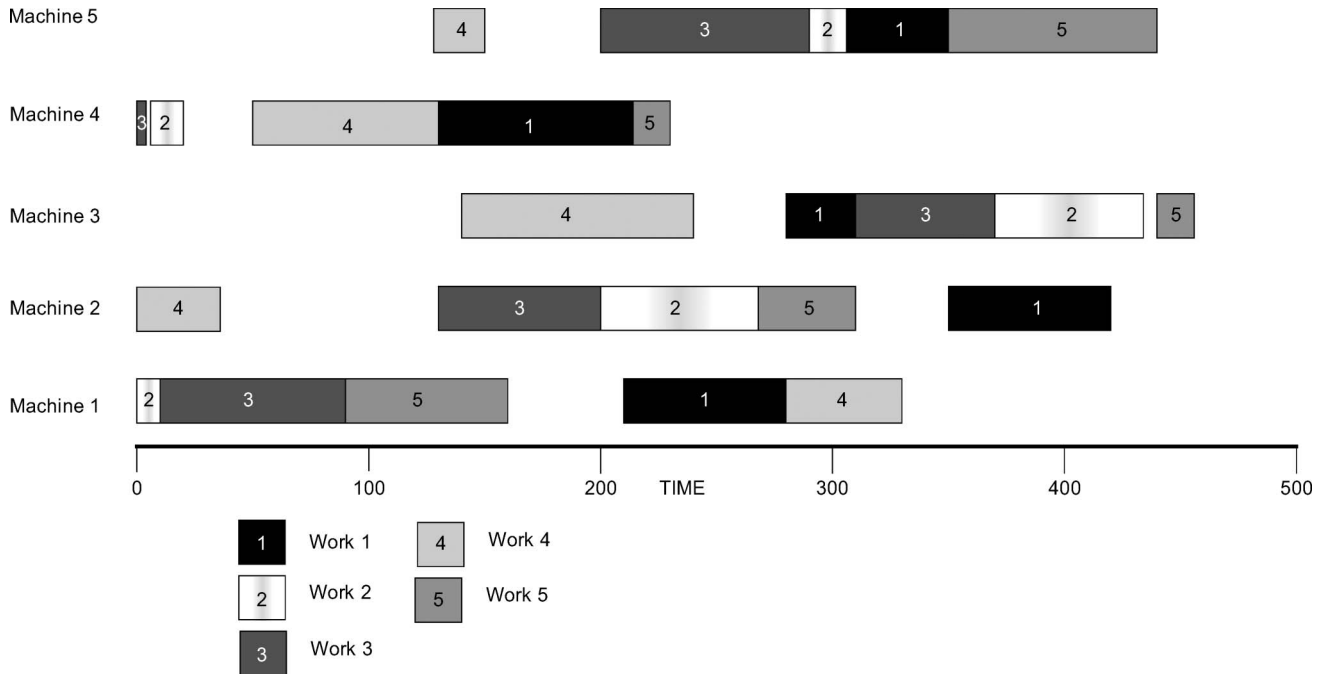 Machine 5
4 3 2 1 5
Machine 4
3 2 4 1 5
Machine 3
4 1 3 2 5
Machine 2
4 3 2 5 1
Machine 1
2 3 5 1 4
0 100 200 TIME 300 400 500
1 Work 1 4 Work 4
2 Work 2 5 Work 5
3 Work 3